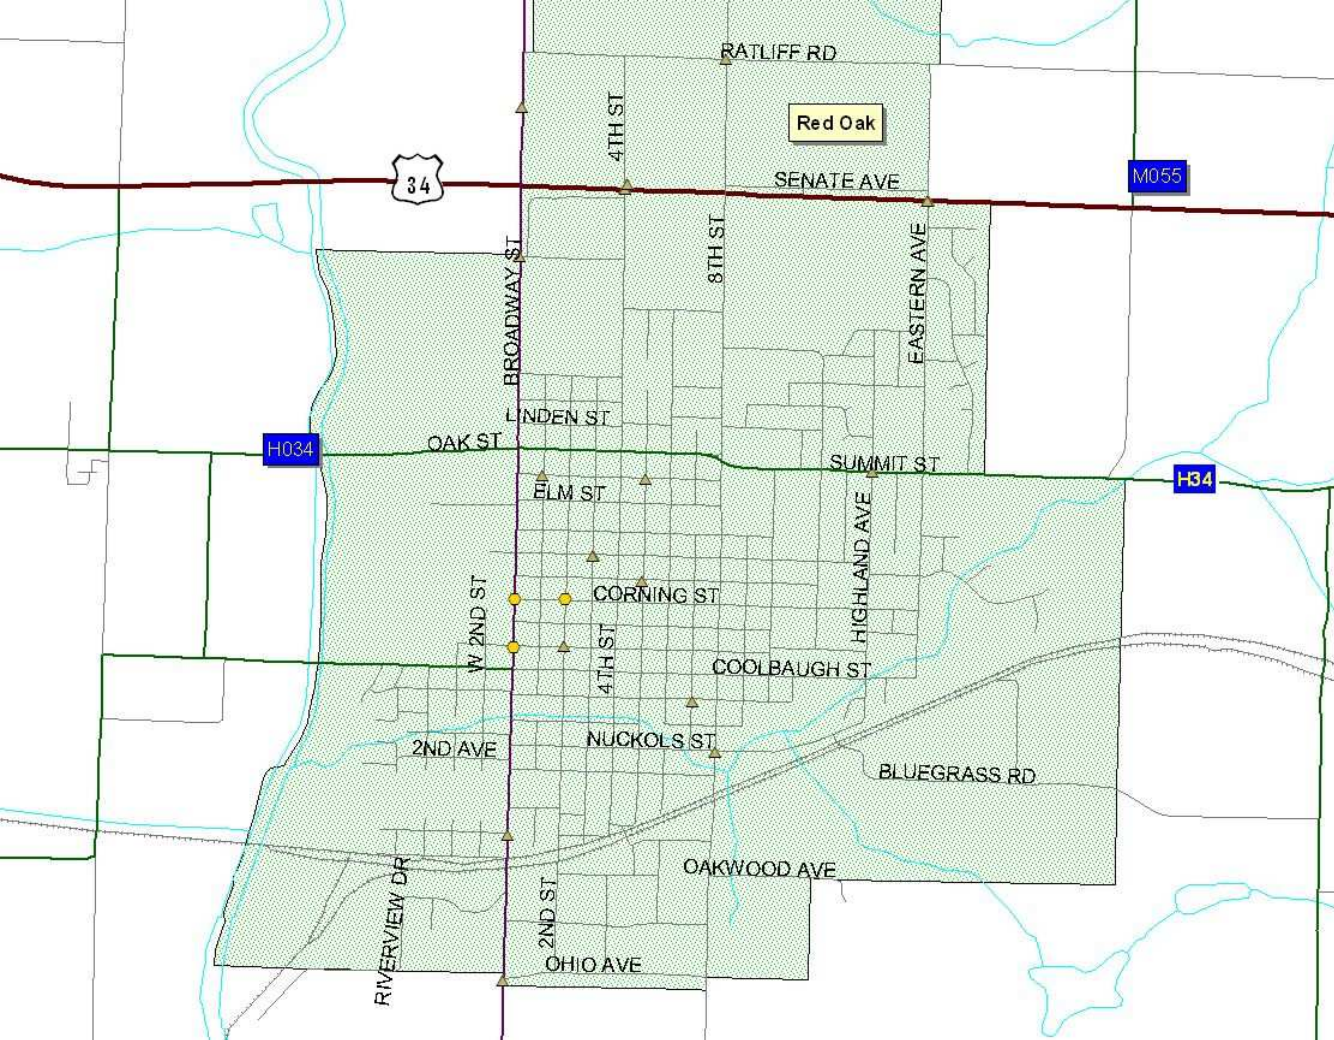 RATLIFF RD
4TH ST
Red Oak
34
SENATE AVE
M055
BROADWAY ST
8TH ST
EASTERN AVE
LINDEN ST
OAK ST
H034
SUMMIT ST
H34
ELM ST
HIGHLAND AVE
W 2ND ST
CORNING ST
4TH ST
COOLBAUGH ST
2ND AVE
NUCKOLS ST
BLUEGRASS RD
RIVERVIEW DR
2ND ST
OAKWOOD AVE
OHIO AVE